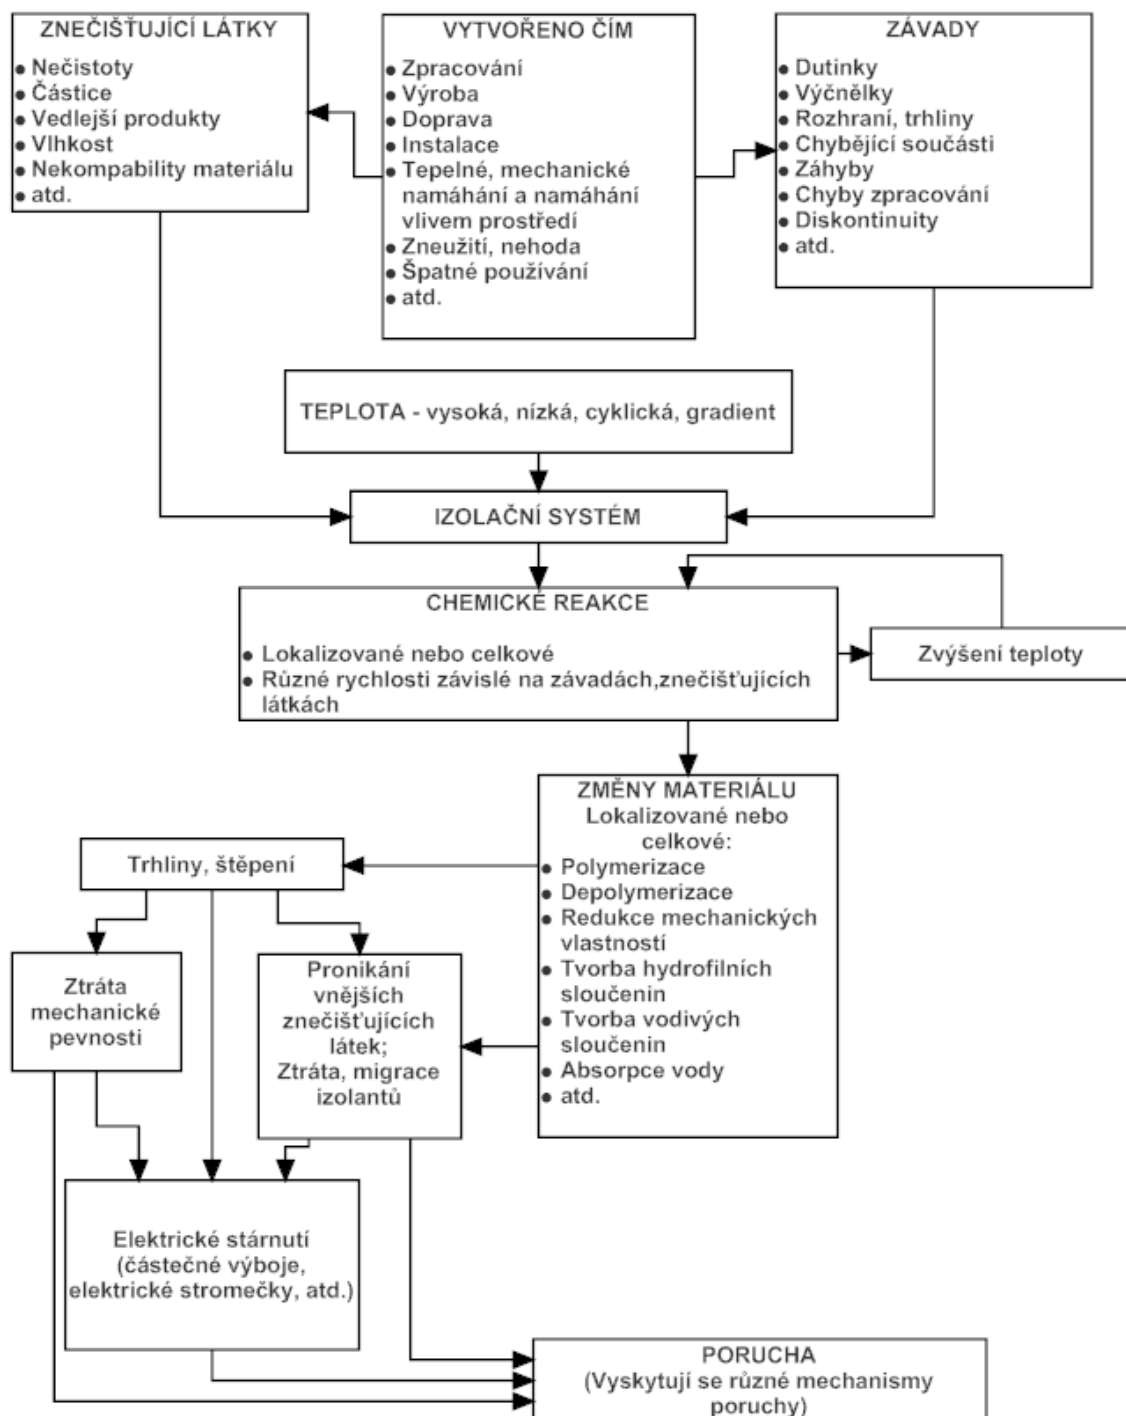 ZNEČIŠŤUJÍCÍ LÁTKY
● Nečistoty
● Částice
● Vedlejší produkty
● Vlhkost
● Nekompability materiálu
● atd.
VYTVOŘENO ČÍM
● Zpracování
● Výroba
● Doprava
● Instalace
● Tepelné, mechanické
namáhání a namáhání
vlivem prostředí
● Zneužití, nehoda
● Špatné používání
● atd.
ZÁVADY
● Dutinky
● Výčnělky
● Rozhraní, trhliny
● Chybějící součásti
● Záhyby
● Chyby zpracování
● Diskontinuity
● atd.
TEPLOTA - vysoká, nízká, cyklická, gradient
IZOLAČNÍ SYSTÉM
CHEMICKÉ REAKCE
● Lokalizované nebo celkové
● Různé rychlosti závislé na závadách,znečišťujících
látkách
Zvýšení teploty
ZMĚNY MATERIÁLU
Lokalizované nebo
celkové:
● Polymerizace
● Depolymerizace
● Redukce mechanických
vlastností
● Tvorba hydrofilních
sloučenin
● Tvorba vodivých
sloučenin
● Absorpce vody
● atd.
Trhliny, štěpení
Ztráta
mechanické
pevnosti
Pronikání
vnějších
znečišťujících
látek;
Ztráta, migrace
izolantů
Elektrické stárnutí
(částečné výboje,
elektrické stromečky, atd.)
PORUCHA
(Vyskytují se různé mechanismy
poruchy)